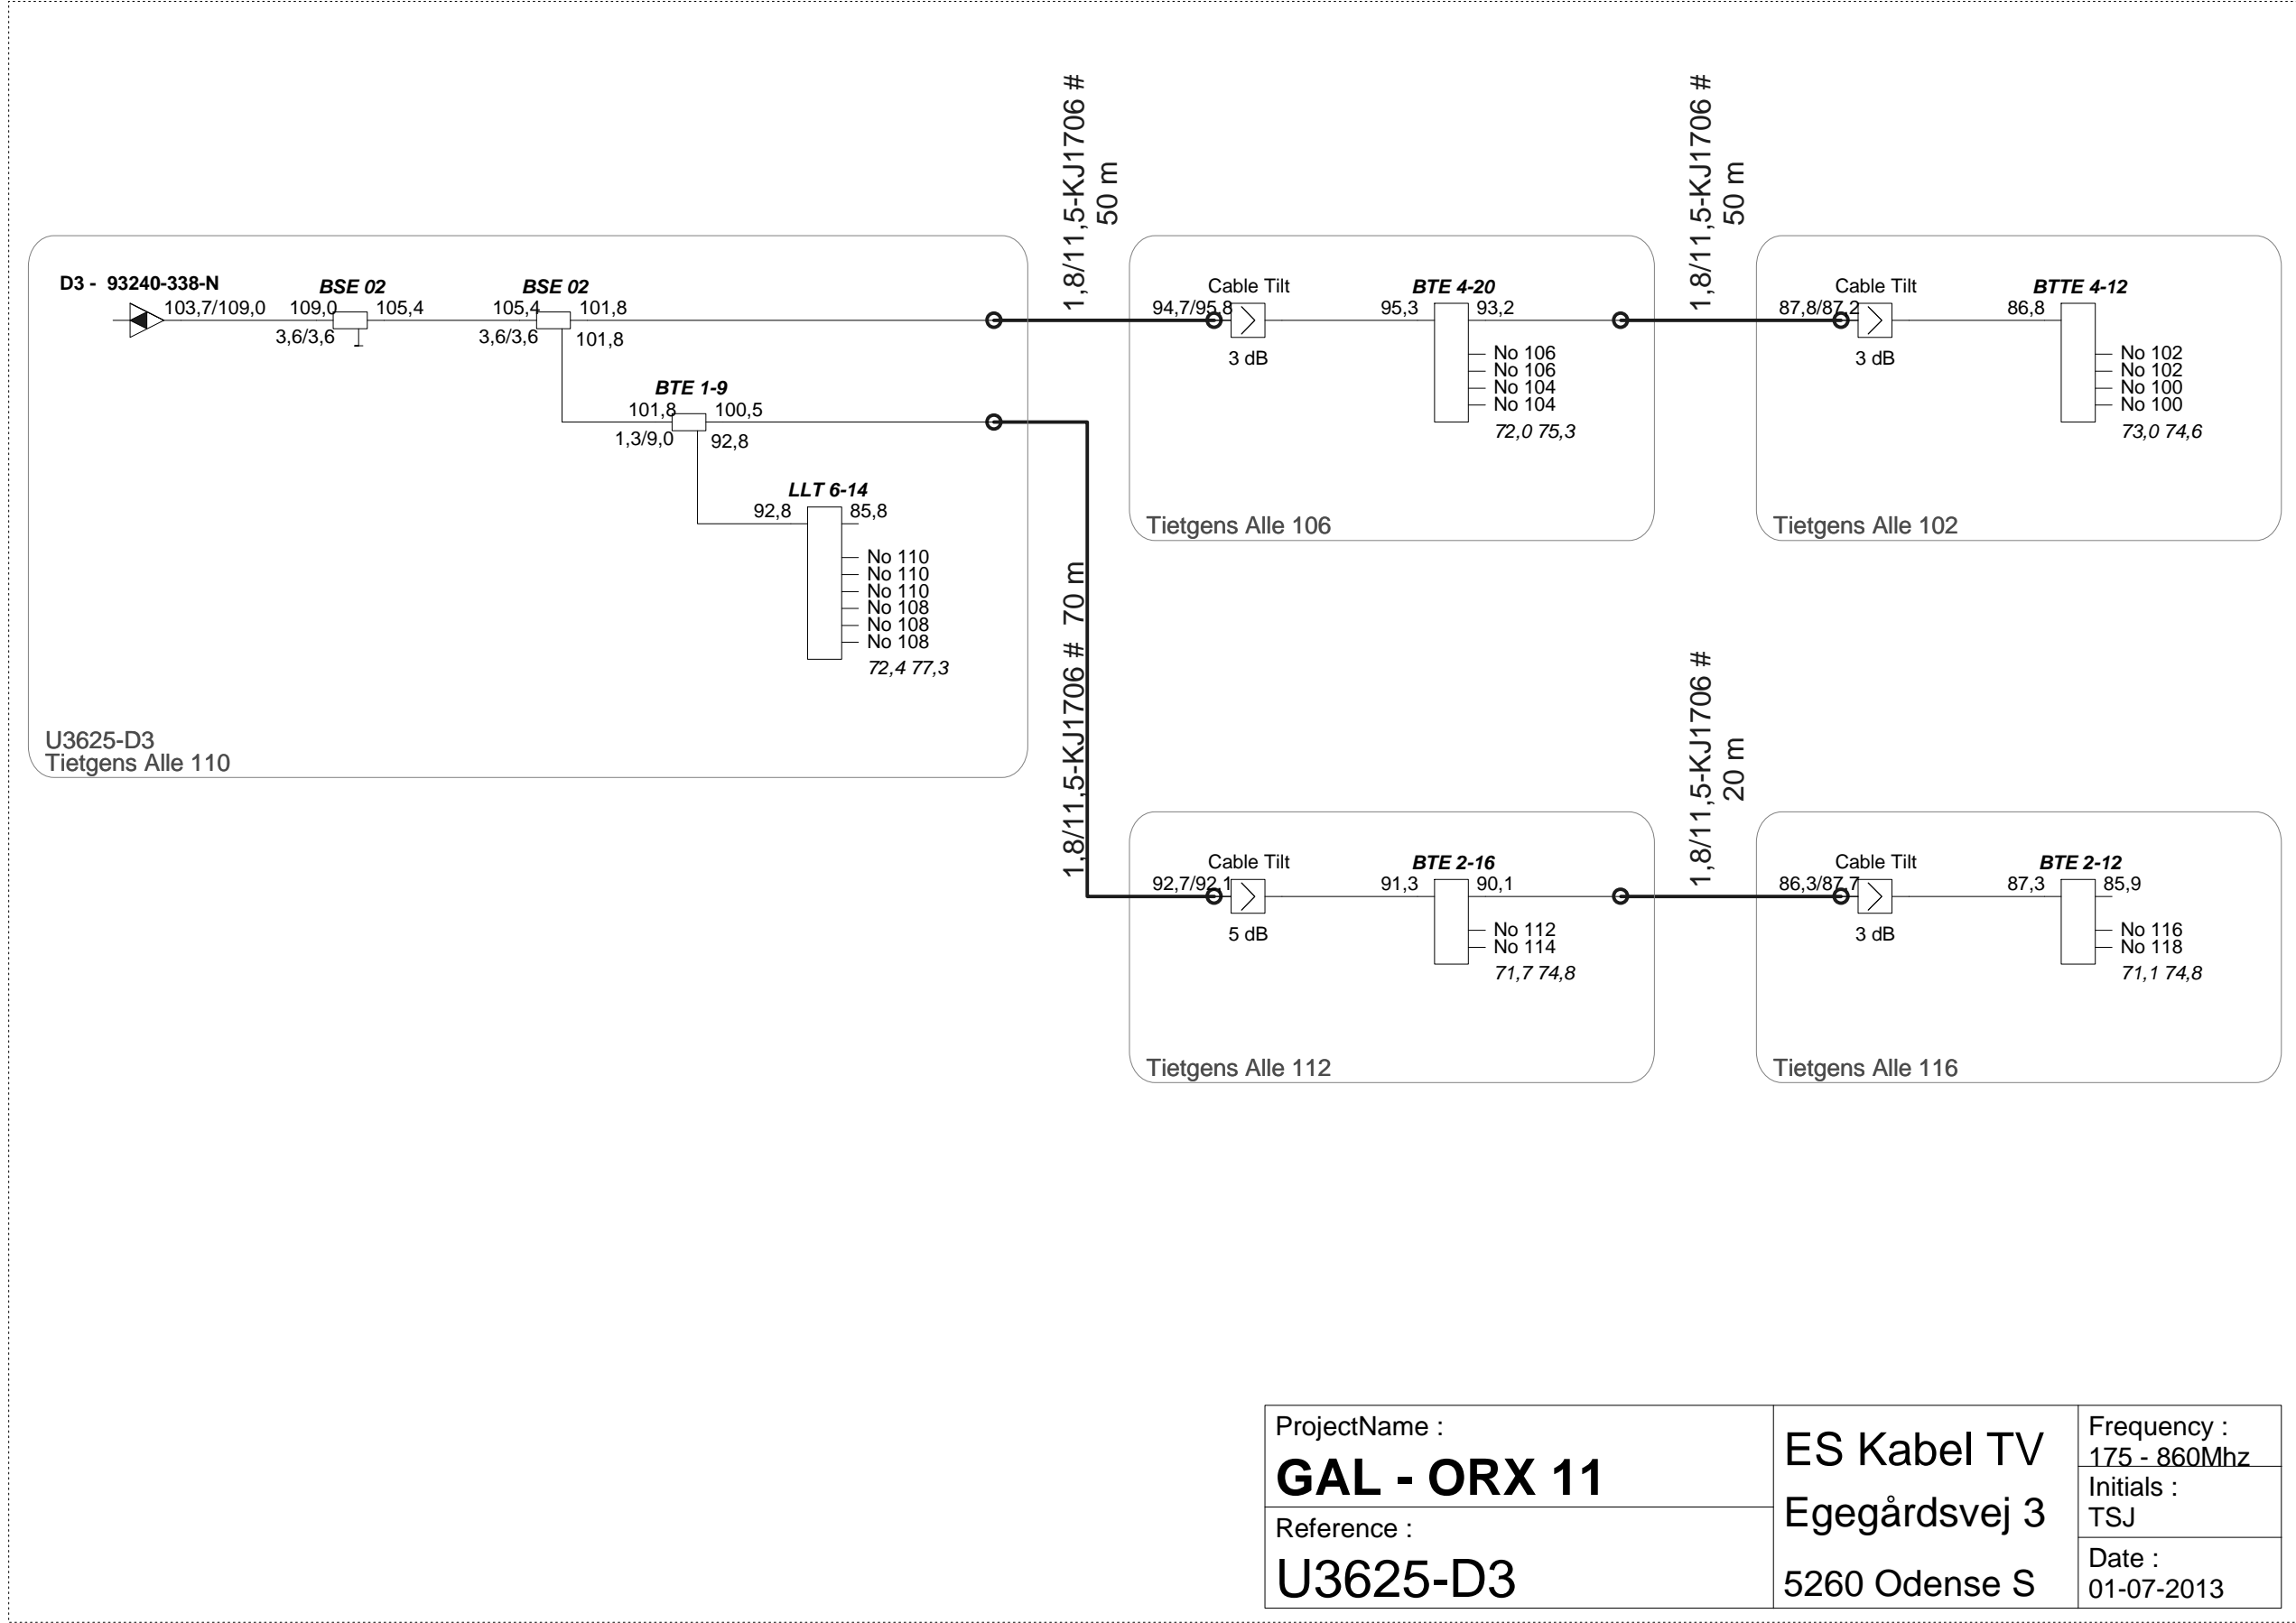 1,8/11,5-KJ1706 #
50 m
1,8/11,5-KJ1706 #
50 m
D3 - 93240-338-N
103,7/109,0
BSE 02
109,0
105,4
3,6/3,6
BSE 02
105,4
101,8
3,6/3,6
101,8
BTE 1-9
101,8
100,5
1,3/9,0
92,8
LLT 6-14
92,8
85,8
No 110
No 110
No 110
No 108
No 108
No 108
72,4 77,3
U3625-D3
Tietgens Alle 110
Cable Tilt
94,7/95,8
3 dB
BTE 4-20
95,3
93,2
No 106
No 106
No 104
No 104
72,0 75,3
Tietgens Alle 106
Cable Tilt
87,8/87,2
3 dB
BTTE 4-12
86,8
No 102
No 102
No 100
No 100
73,0 74,6
Tietgens Alle 102
1,8/11,5-KJ1706 # 70 m
1,8/11,5-KJ1706 #
20 m
Cable Tilt
92,7/92,1
5 dB
BTE 2-16
91,3
90,1
No 112
No 114
71,7 74,8
Tietgens Alle 112
Cable Tilt
86,3/87,7
3 dB
BTE 2-12
87,3
85,9
No 116
No 118
71,1 74,8
Tietgens Alle 116
ProjectName :
GAL - ORX 11
Reference :
U3625-D3
ES Kabel TV
Egegårdsvej 3
5260 Odense S
Frequency :
175 - 860Mhz
Initials :
TSJ
Date :
01-07-2013